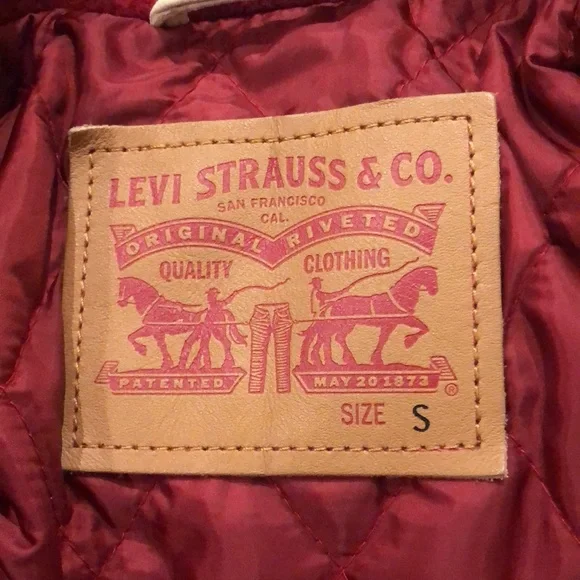 LEVI STRAUSS & CO.
SAN FRANCISCO
CAL.
ORIGINAL RIVETED
QUALITY CLOTHING
PATENTED MAY 20 1873 ®
SIZE S